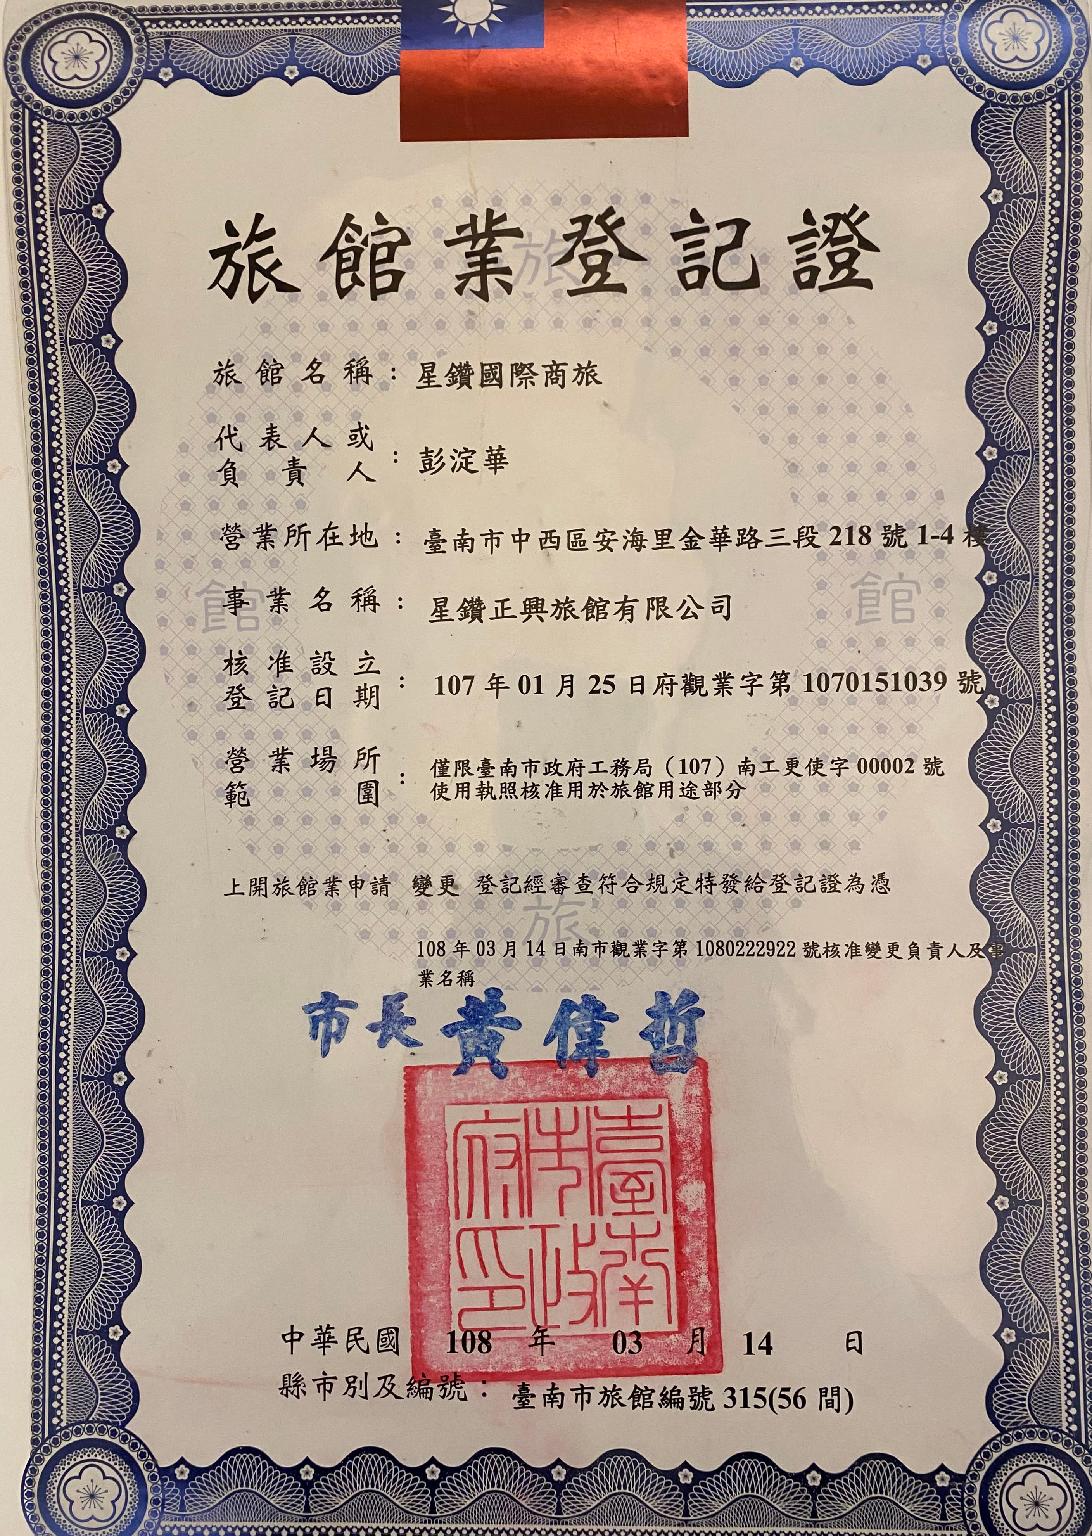 旅館業登記證
旅館名稱：星鑽國際商旅
代表人或負責人：彭淀華
營業所在地：臺南市中西區安海里金華路三段218號1-4樓
事業名稱：星鑽正興旅館有限公司
核准設立登記日期：107年01月25日府觀業字第1070151039號
營業場所範圍：僅限臺南市政府工務局（107）南工更使字00002號
使用執照核准用於旅館用途部分
上開旅館業申請 變更 登記經審查符合規定特發給登記證為憑
108年03月14日南市觀業字第1080222922號核准變更負責人及事
業名稱
市長 黃偉哲
臺南市政府印
中華民國 108 年 03 月 14 日
縣市別及編號：臺南市旅館編號315(56 間)
旅
館
館
旅